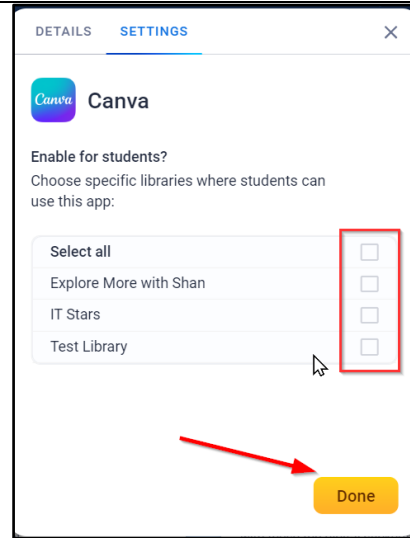 DETAILS SETTINGS
Canva Canva
Enable for students?
Choose specific libraries where students can
use this app:
Select all
Explore More with Shan
IT Stars
Test Library
Done